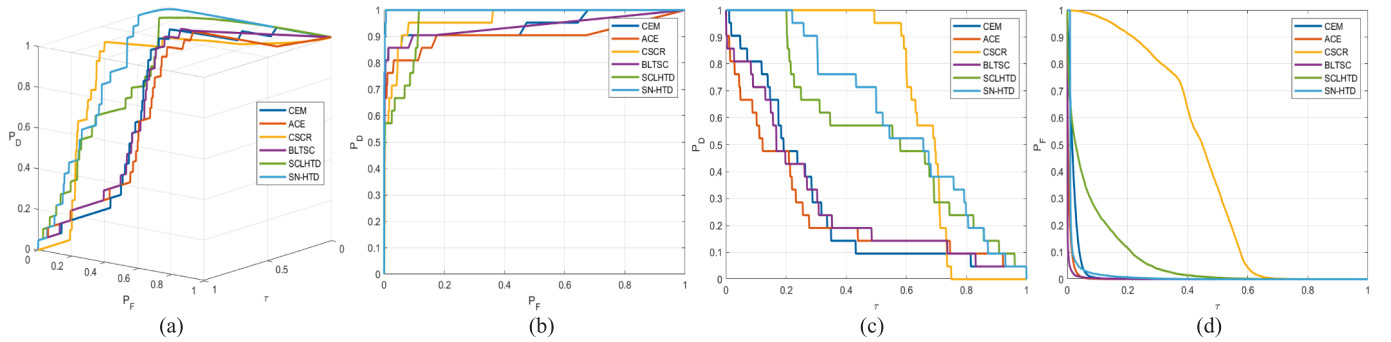 1
0.8
0.6
P_D
0.4
0.2
0
0
0.2
0.4
0.6
0.8
1
P_F
1
0.5
0
τ
CEM
ACE
CSCR
BLTSC
SCLHTD
SN-HTD
(a)
1
0.9
0.8
0.7
0.6
0.5
0.4
0.3
0.2
0.1
0
P_D
0
0.2
0.4
0.6
0.8
1
P_F
CEM
ACE
CSCR
BLTSC
SCLHTD
SN-HTD
(b)
1
0.9
0.8
0.7
0.6
0.5
0.4
0.3
0.2
0.1
0
P_D
0
0.2
0.4
0.6
0.8
1
τ
CEM
ACE
CSCR
BLTSC
SCLHTD
SN-HTD
(c)
1
0.9
0.8
0.7
0.6
0.5
0.4
0.3
0.2
0.1
0
P_F
0
0.2
0.4
0.6
0.8
1
τ
CEM
ACE
CSCR
BLTSC
SCLHTD
SN-HTD
(d)